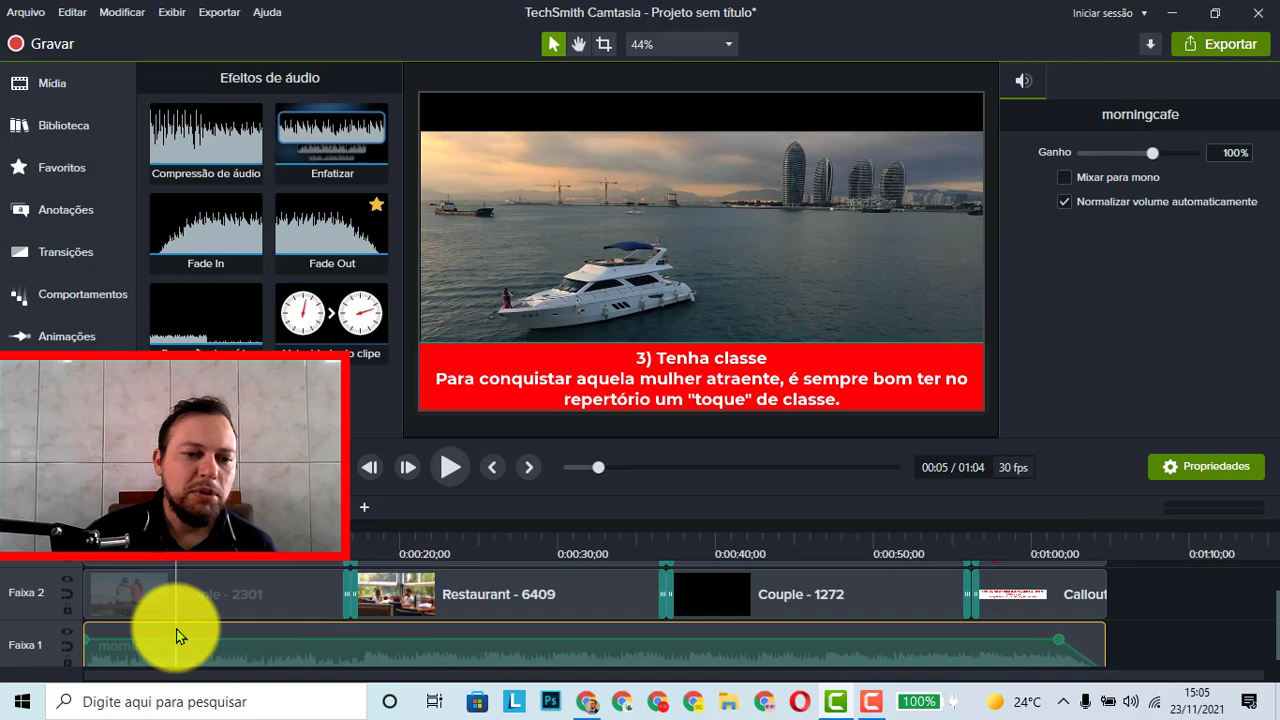 Arquivo Editar Modificar Exibir Exportar Ajuda TechSmith Camtasia - Projeto sem título* Iniciar sessão
Gravar 44% Exportar
Mídia
Biblioteca
Favoritos
Anotações
Transições
Comportamentos
Animações
Efeitos de áudio
Compressão de áudio Enfatizar
Fade In Fade Out
clipe
3) Tenha classe
Para conquistar aquela mulher atraente, é sempre bom ter no
repertório um "toque" de classe.
morningcafe
Ganho 100%
Mixar para mono
Normalizar volume automaticamente
00:05 / 01:04 30 fps Propriedades
+
0:00:20;00 0:00:30;00 0:00:40;00 0:00:50;00 0:01:00;00 0:01:10;00
Faixa 2 Couple - 2301 Restaurant - 6409 Couple - 1272 Callout
Faixa 1
Digite aqui para pesquisar L Ps 100% 24°C 5:05
23/11/2021